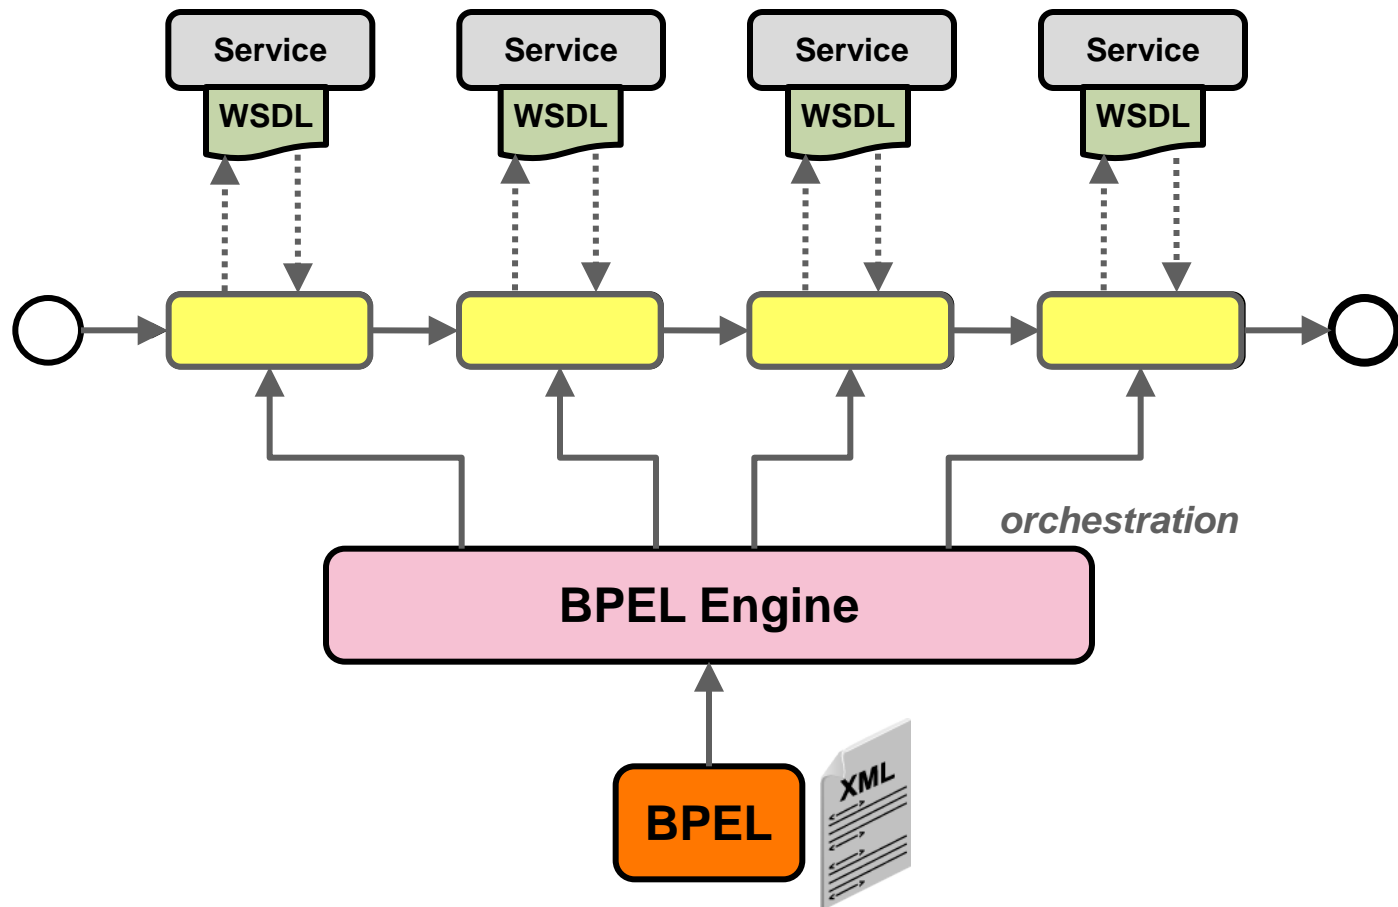 Service
Service
Service
Service
WSDL
WSDL
WSDL
WSDL
orchestration
BPEL Engine
BPEL
XML